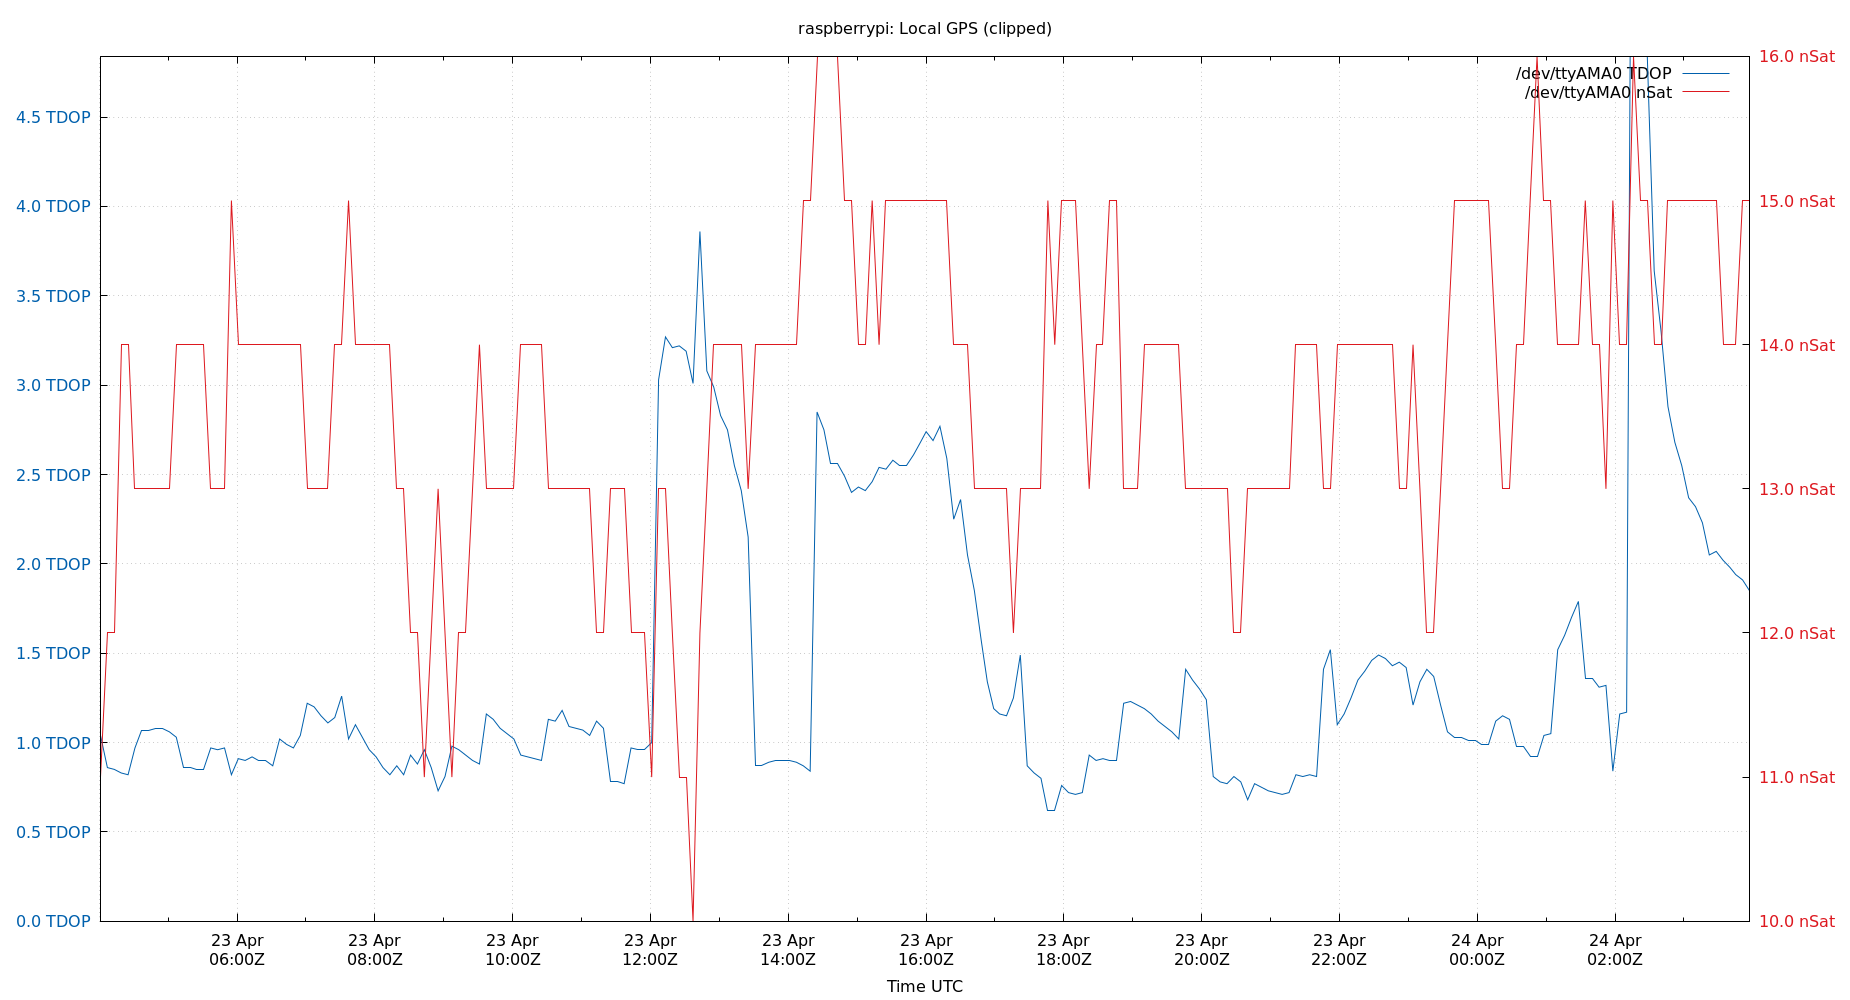 raspberrypi: Local GPS (clipped)
/dev/ttyAMA0 TDOP
/dev/ttyAMA0 nSat
4.5 TDOP
4.0 TDOP
3.5 TDOP
3.0 TDOP
2.5 TDOP
2.0 TDOP
1.5 TDOP
1.0 TDOP
0.5 TDOP
0.0 TDOP
16.0 nSat
15.0 nSat
14.0 nSat
13.0 nSat
12.0 nSat
11.0 nSat
10.0 nSat
23 Apr
06:00Z
23 Apr
08:00Z
23 Apr
10:00Z
23 Apr
12:00Z
23 Apr
14:00Z
23 Apr
16:00Z
23 Apr
18:00Z
23 Apr
20:00Z
23 Apr
22:00Z
24 Apr
00:00Z
24 Apr
02:00Z
Time UTC